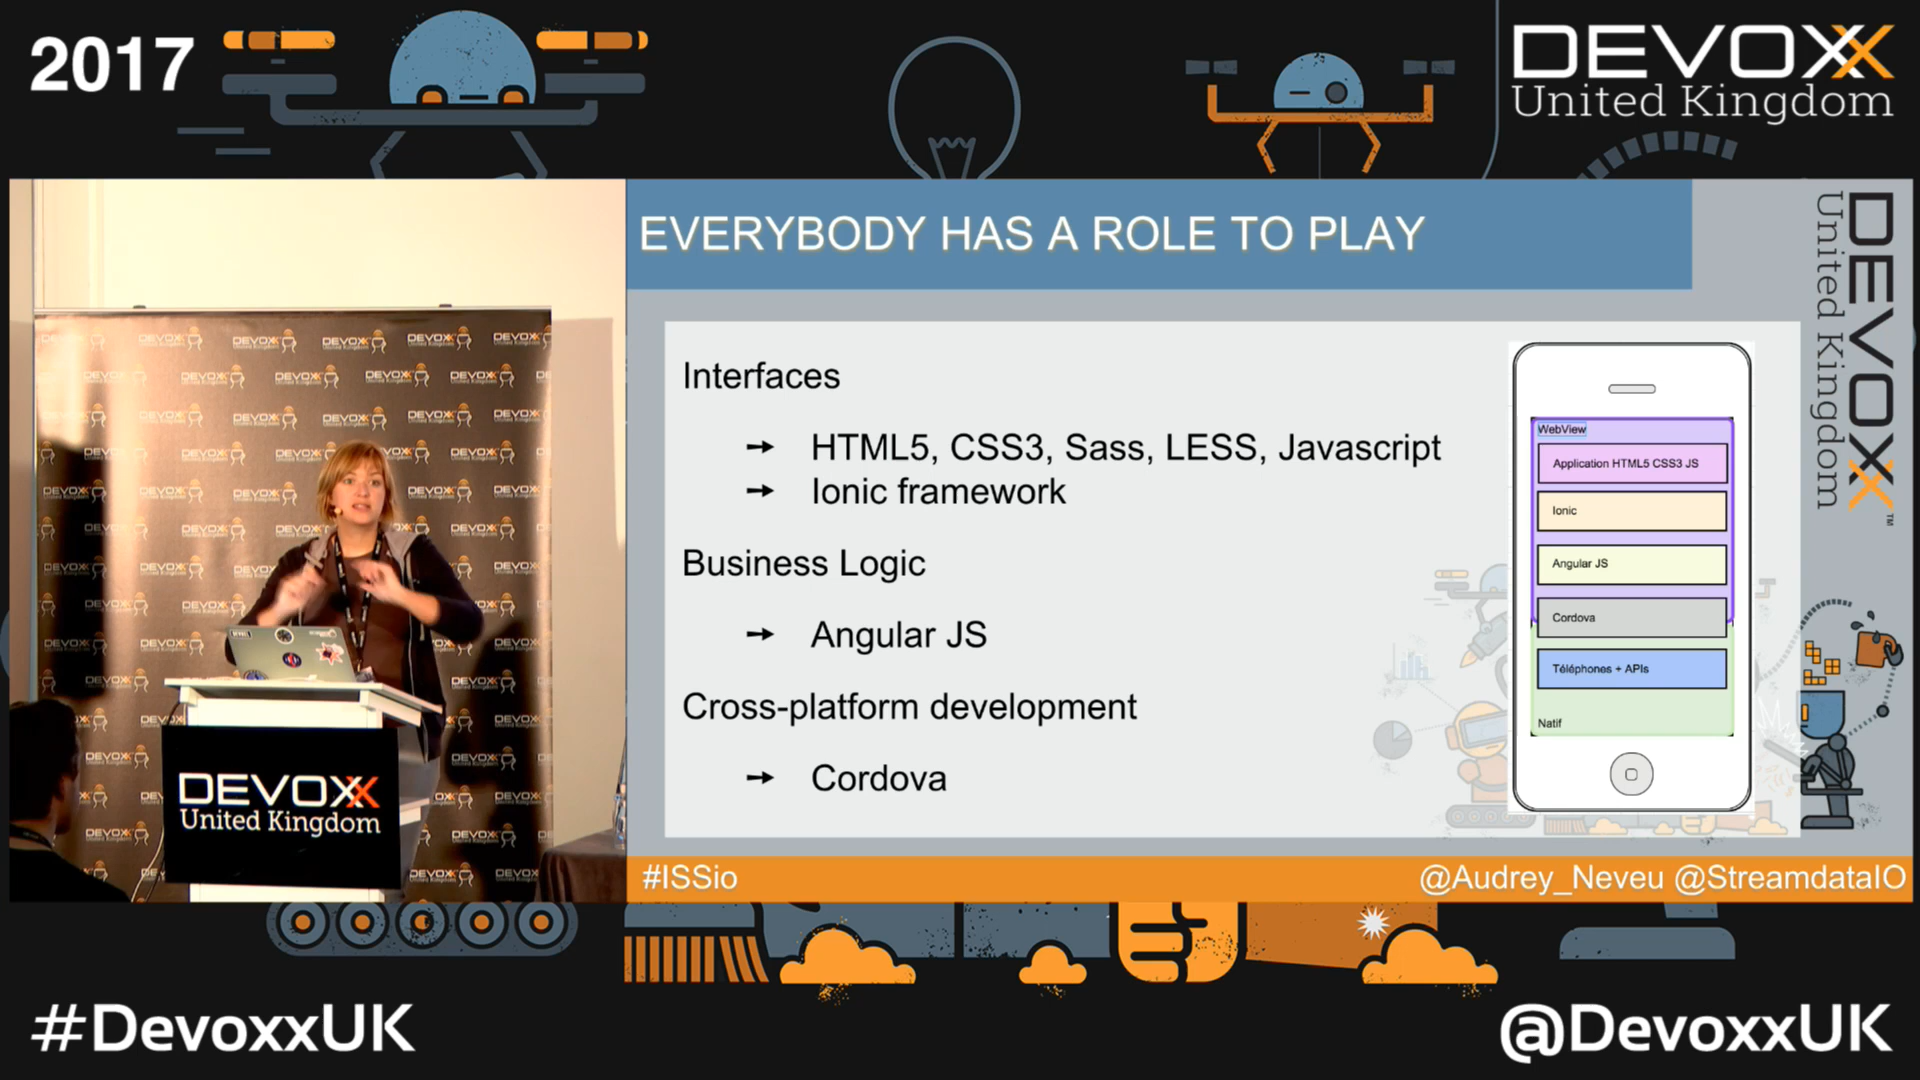 2017
DEVOXX
United Kingdom
EVERYBODY HAS A ROLE TO PLAY
DEVOXX™
United Kingdom
Interfaces
→ HTML5, CSS3, Sass, LESS, Javascript
→ Ionic framework
Business Logic
→ Angular JS
Cross-platform development
→ Cordova
WebView
Application HTML5 CSS3 JS
Ionic
Angular JS
Cordova
Téléphones + APIs
Natif
DEVOXX
United Kingdom
#ISSio
@Audrey_Neveu @StreamdataIO
#DevoxxUK
@DevoxxUK